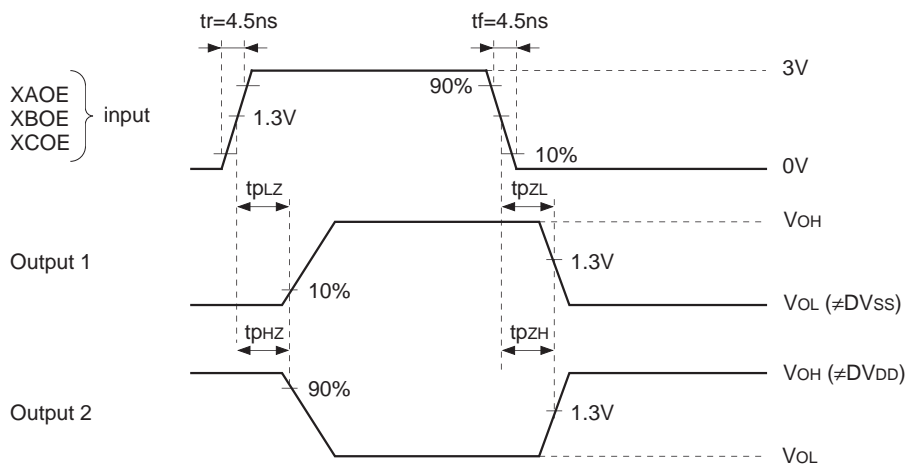 tr=4.5ns
tf=4.5ns
3V
90%
XAOE
XBOE
XCOE
input
1.3V
10%
0V
tpLZ
tpZL
VOH
Output 1
1.3V
10%
VOL (≠DVSS)
tpHZ
tpZH
VOH (≠DVDD)
90%
Output 2
1.3V
VOL